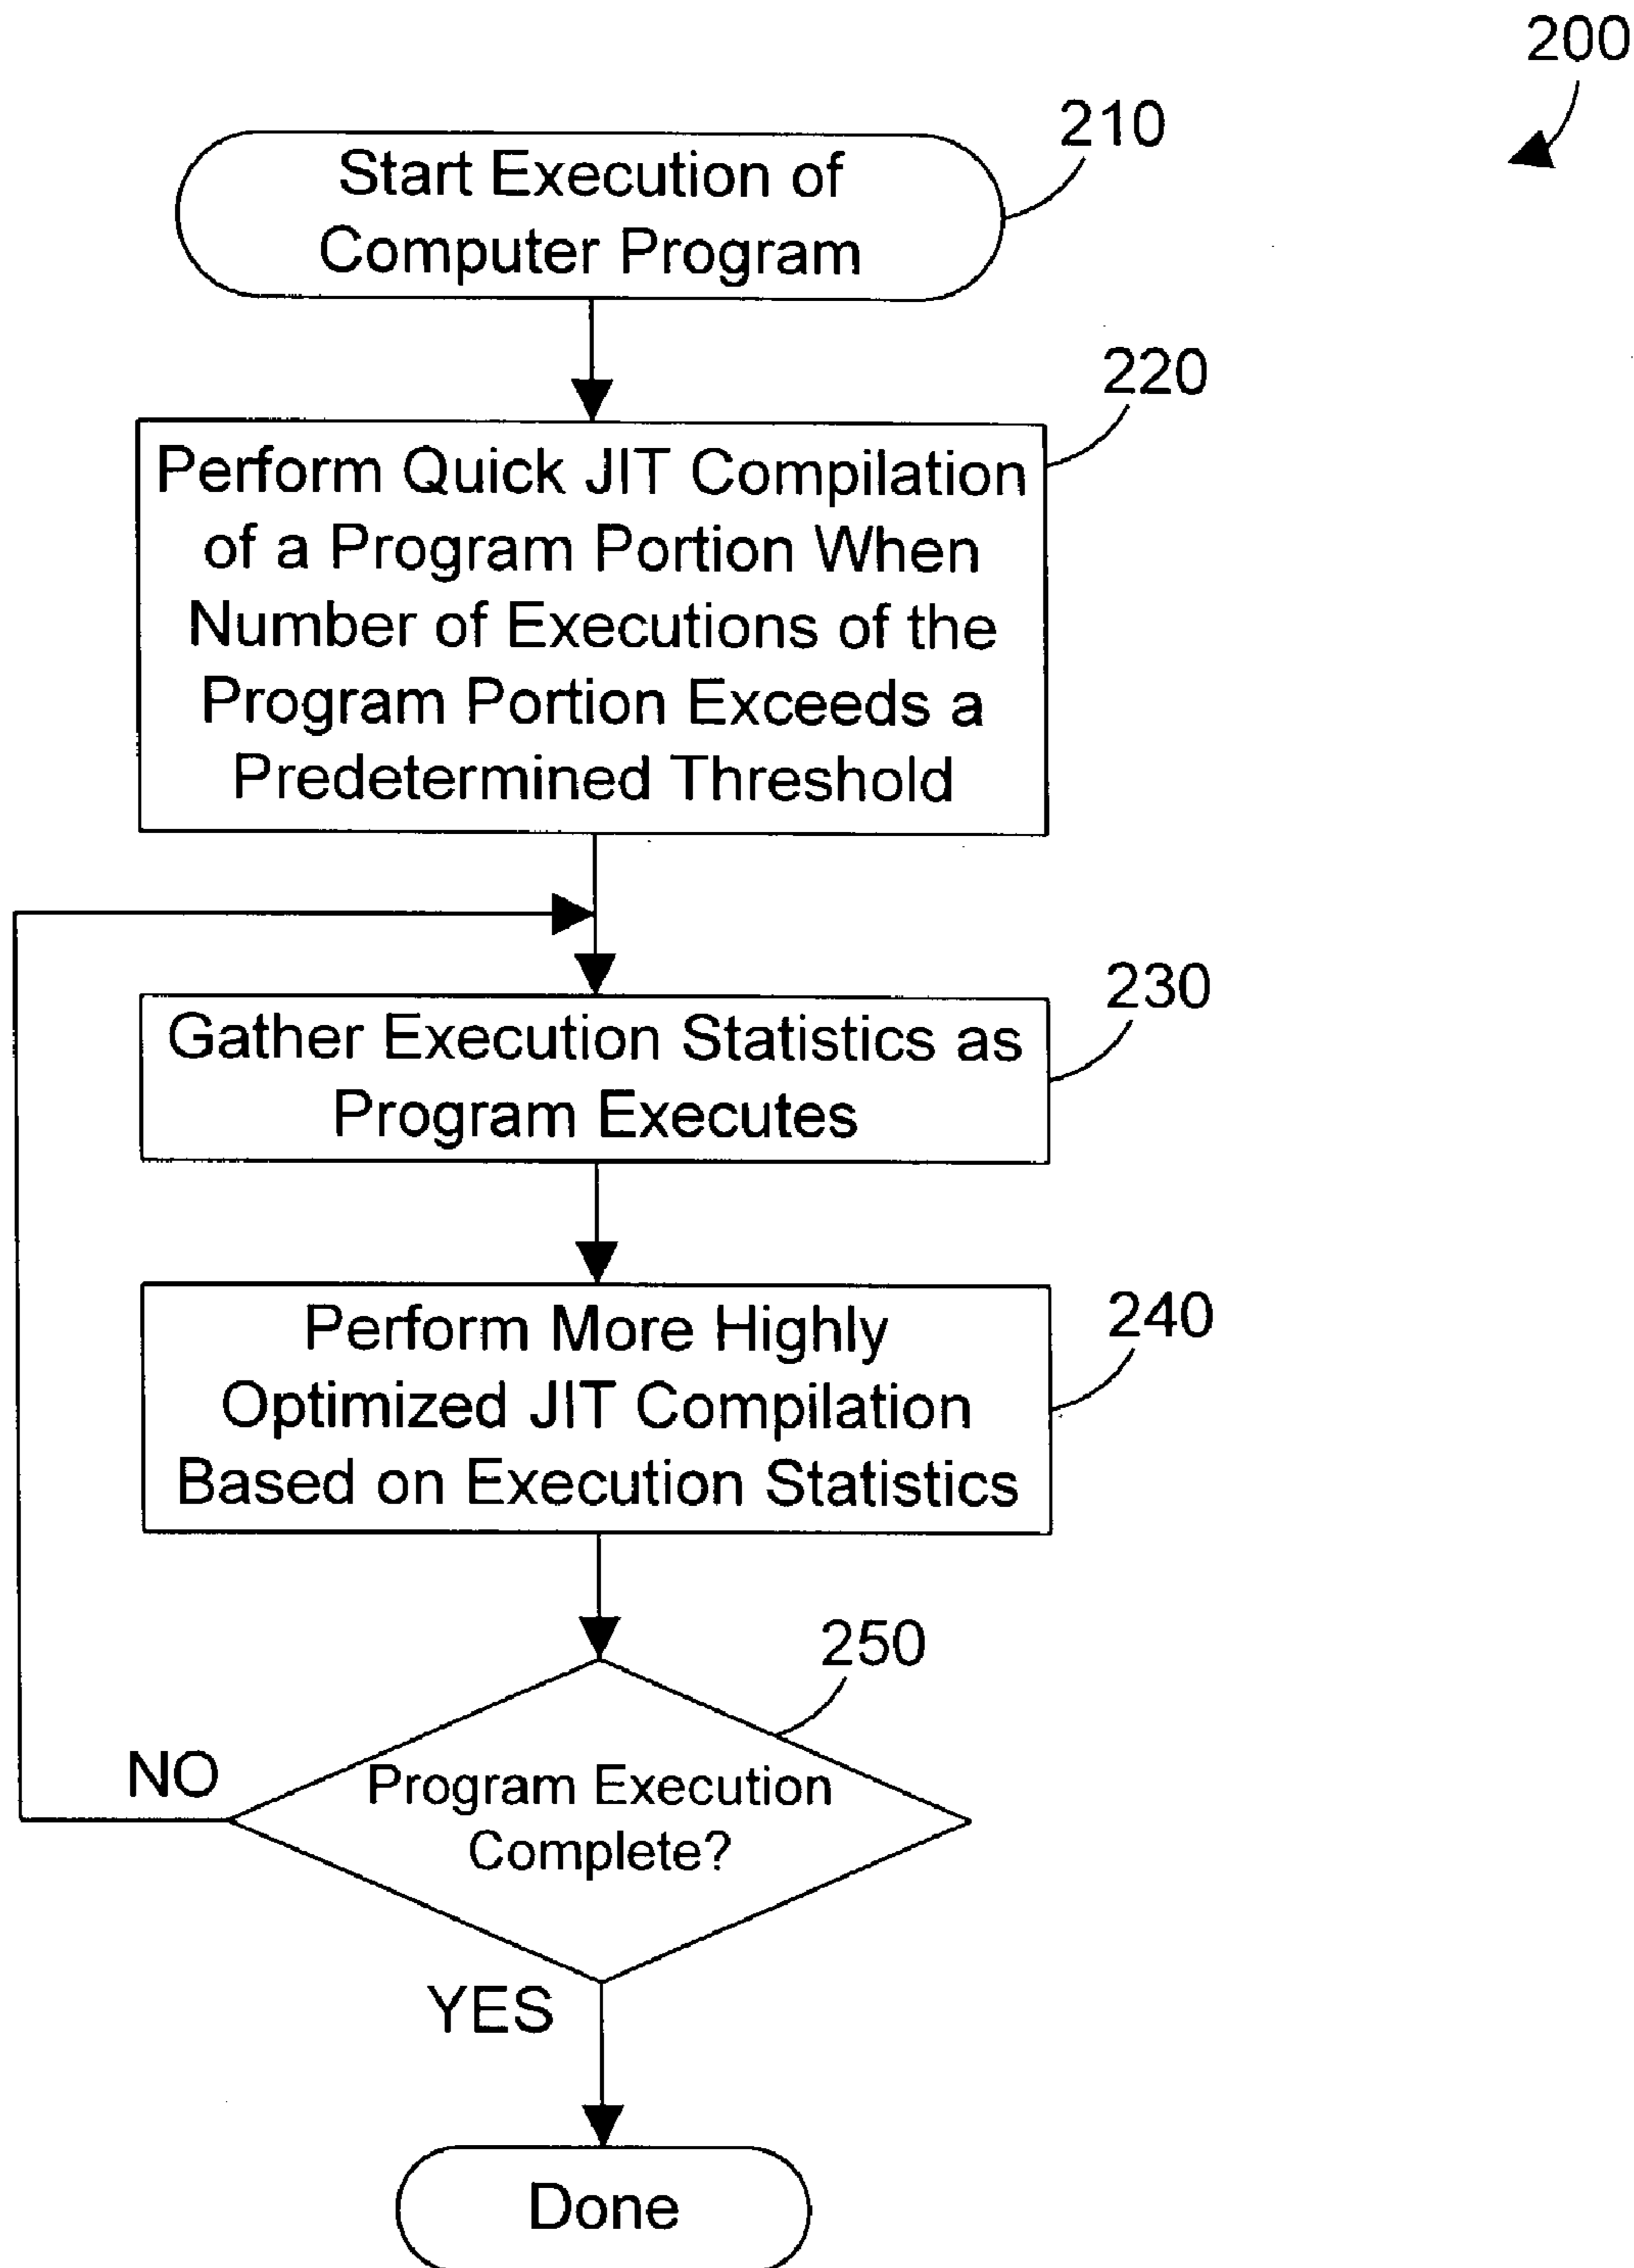 200
210
Start Execution of
Computer Program
220
Perform Quick JIT Compilation
of a Program Portion When
Number of Executions of the
Program Portion Exceeds a
Predetermined Threshold
230
Gather Execution Statistics as
Program Executes
240
Perform More Highly
Optimized JIT Compilation
Based on Execution Statistics
250
NO
Program Execution
Complete?
YES
Done